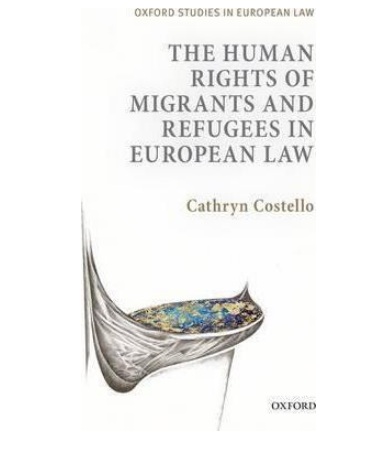 OXFORD STUDIES IN EUROPEAN LAW
THE HUMAN
RIGHTS OF
MIGRANTS AND
REFUGEES IN
EUROPEAN LAW
Cathryn Costello
OXFORD